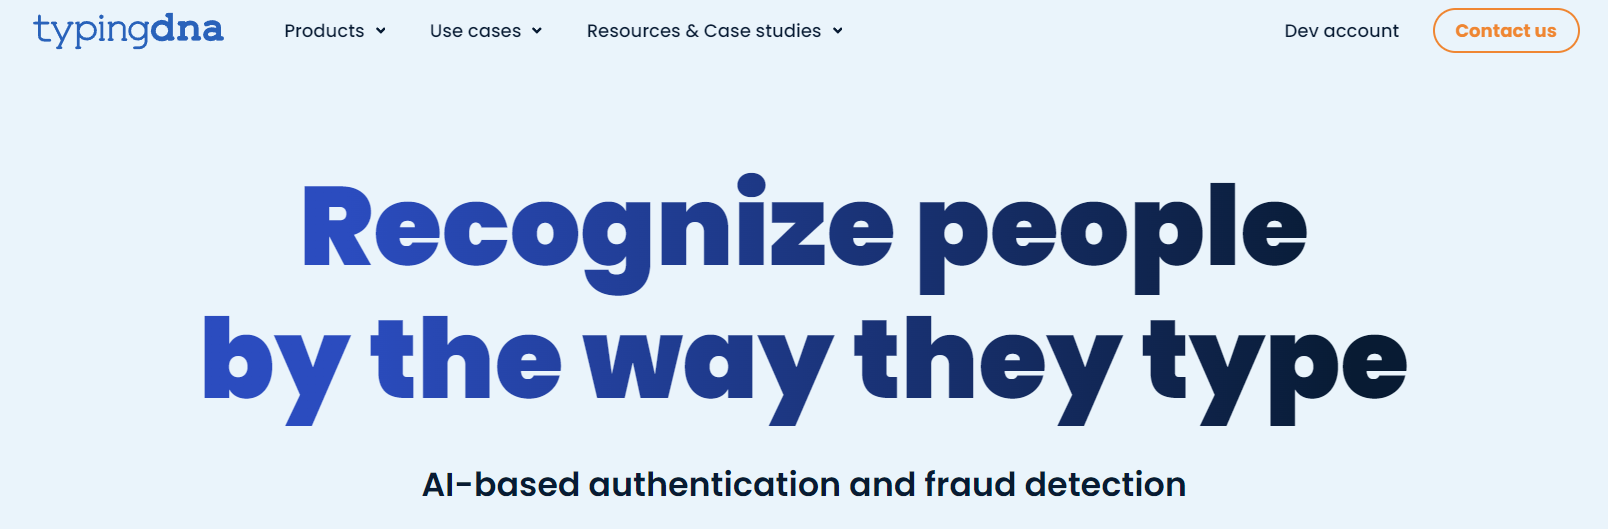 typingdna Products Use cases Resources & Case studies Dev account Contact us
Recognize people
by the way they type
AI-based authentication and fraud detection